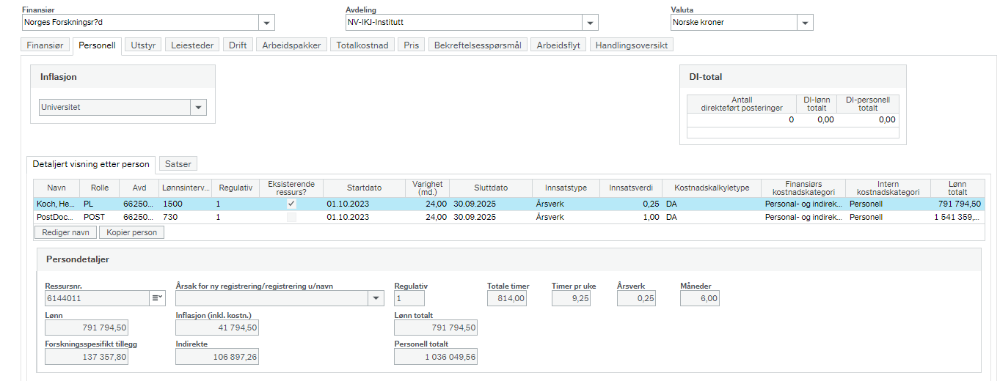 Finansiør Avdeling Valuta
Norges Forskningsr?d NV-IKJ-Institutt Norske kroner
Finansiør Personell Utstyr Leiesteder Drift Arbeidspakker Totalkostnad Pris Bekreftelsesspørsmål Arbeidsflyt Handlingsoversikt
Inflasjon
Universitet
DI-total
Antall direkteført posteringer DI-lønn totalt DI-personell totalt
0 0,00 0,00
Detaljert visning etter person Satser
Navn Rolle Avd Lønnsinterv... Regulativ Eksisterende ressurs? Startdato Varighet (md.) Sluttdato Innsatstype Innsatsverdi Kostnadskalkyletype Finansiørs kostnadskategori Intern kostnadskategori Lønn totalt
Koch, He... PL 66250... 1500 1 01.10.2023 24,00 30.09.2025 Årsverk 0,25 DA Personal- og indirek... Personell 791 794,50
PostDoc... POST 66250... 730 1 01.10.2023 24,00 30.09.2025 Årsverk 1,00 DA Personal- og indirek... Personell 1 541 359,...
Rediger navn Kopier person
Persondetaljer
Ressursnr. Årsak for ny registrering/registrering u/navn Regulativ Totale timer Timer pr uke Årsverk Måneder
6144011 1 814,00 9,25 0,25 6,00
Lønn Inflasjon (inkl. kostn.) Lønn totalt
791 794,50 41 794,50 791 794,50
Forskningsspesifikt tillegg Indirekte Personell totalt
137 357,80 106 897,26 1 036 049,56